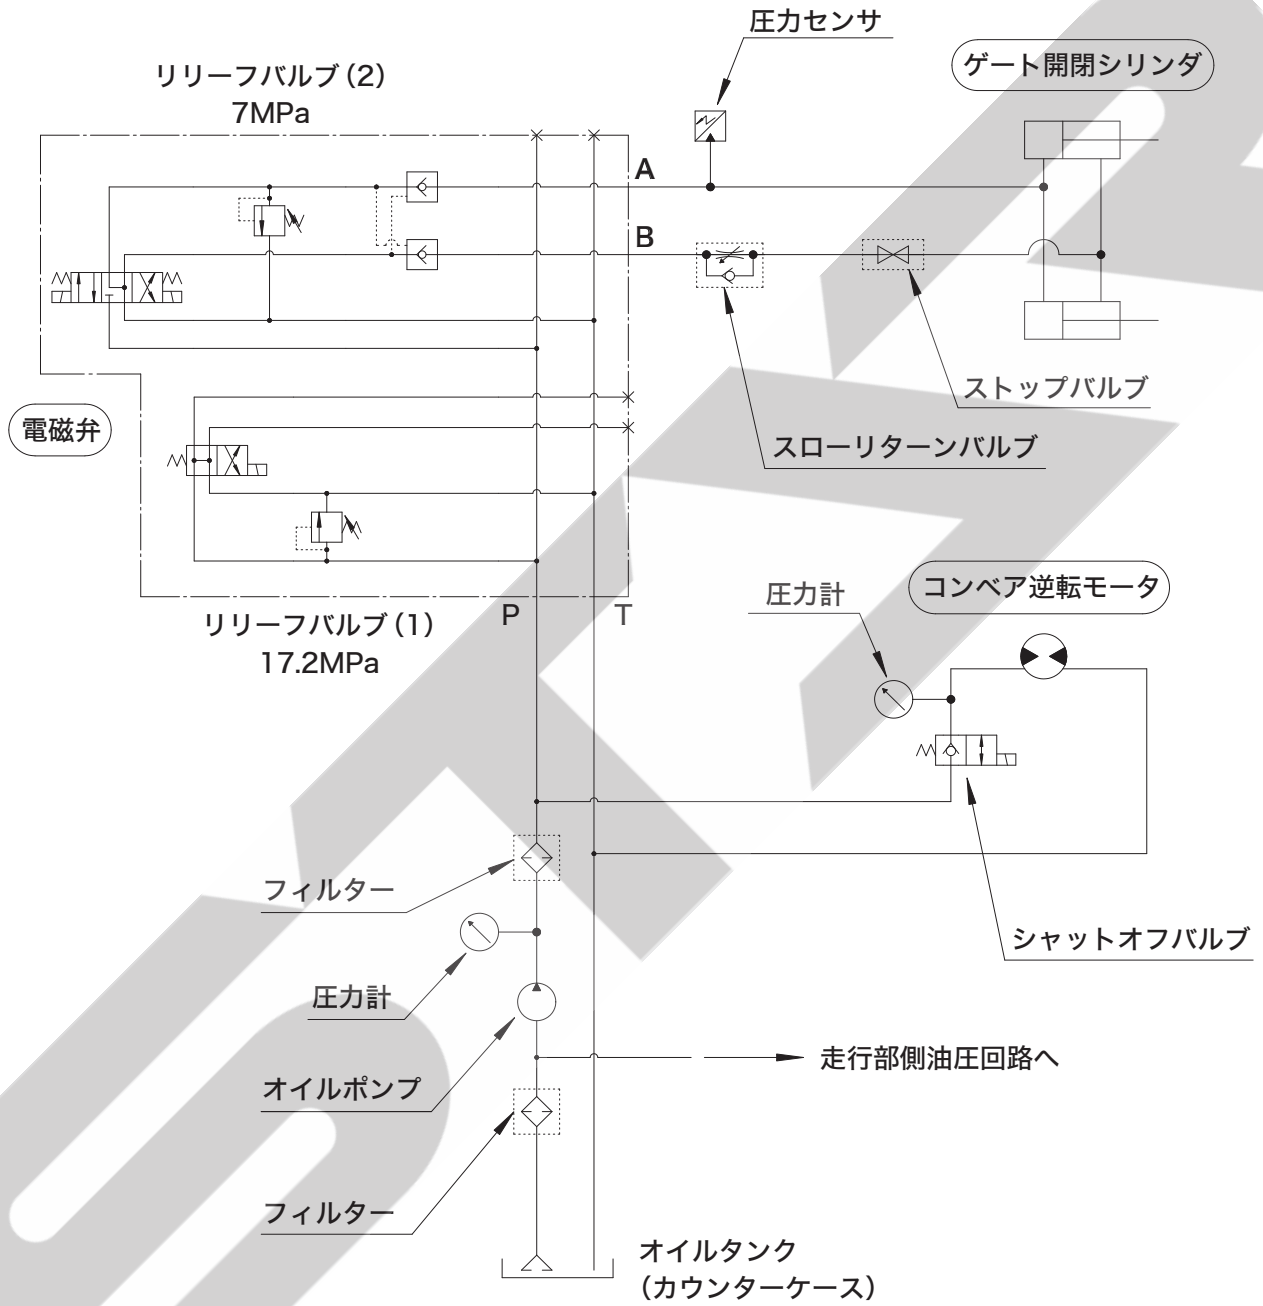 圧力センサ
ゲート開閉シリンダ
リリーフバルブ(2)
7MPa
A
B
ストップバルブ
スローリターンバルブ
電磁弁
コンベア逆転モータ
圧力計
P
T
リリーフバルブ(1)
17.2MPa
フィルター
シャットオフバルブ
圧力計
走行部側油圧回路へ
オイルポンプ
フィルター
オイルタンク
(カウンターケース)
STAR